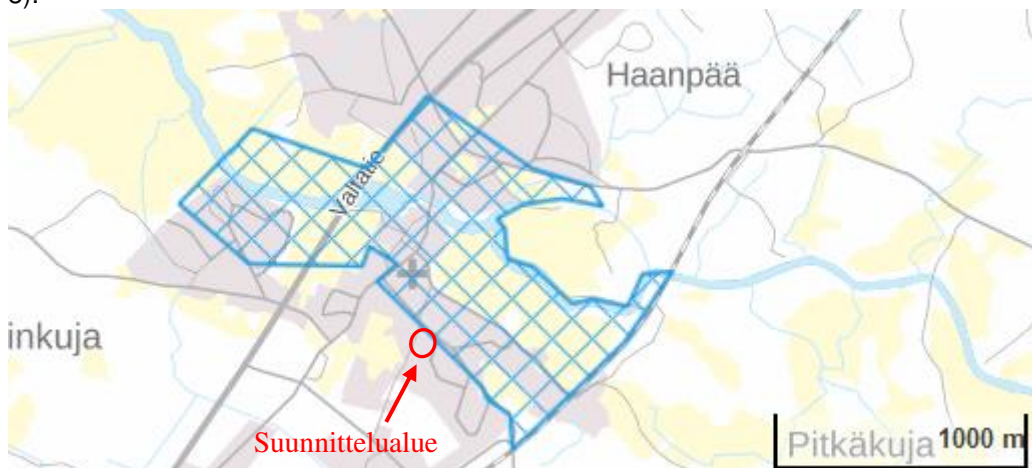 Haanpää
Valtatie
inkuja
Suunnittelualue
Pitkäkuja 1000 m